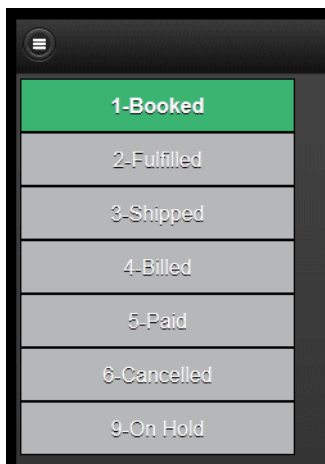 1-Booked
2-Fulfilled
3-Shipped
4-Billed
5-Paid
6-Cancelled
9-On Hold